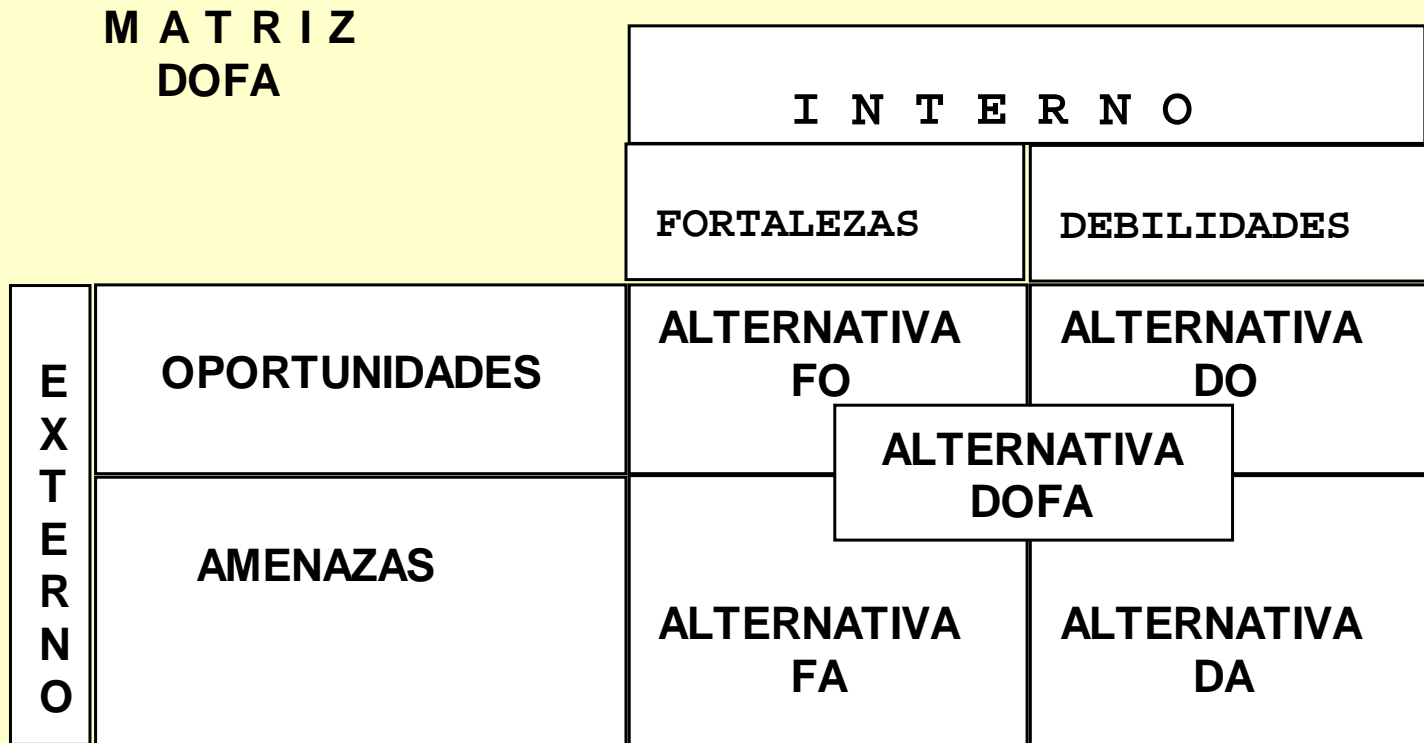 M A T R I Z
DOFA
I N T E R N O
FORTALEZAS
DEBILIDADES
E
X
T
E
R
N
O
OPORTUNIDADES
ALTERNATIVA
FO
ALTERNATIVA
DO
ALTERNATIVA
DOFA
AMENAZAS
ALTERNATIVA
FA
ALTERNATIVA
DA